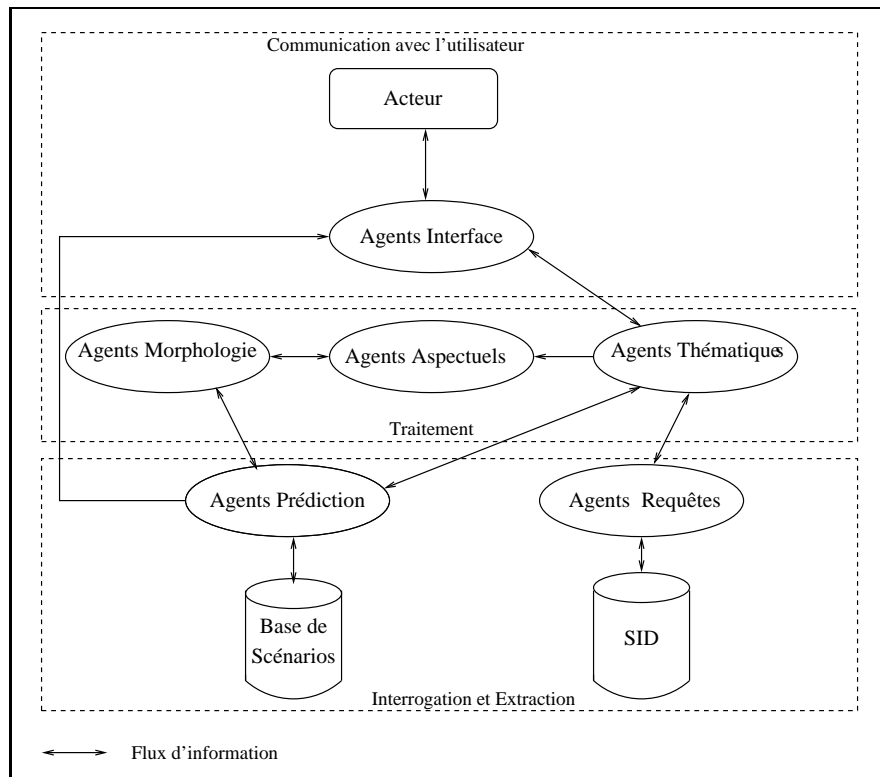 Communication avec l'utilisateur
Acteur
Agents Interface
Agents Morphologie
Agents Aspectuels
Agents Thématiques
Traitement
Agents Prédiction
Agents Requêtes
Base de
Scénarios
SID
Interrogation et Extraction
Flux d'information